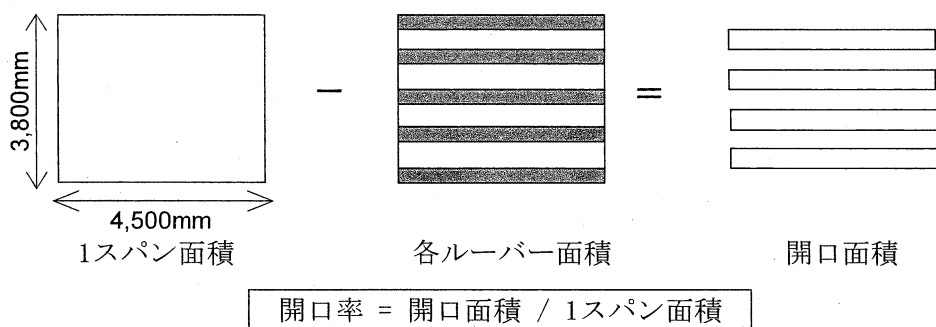 3,800mm
4,500mm
－
＝
1スパン面積
各ルーバー面積
開口面積
開口率 = 開口面積 / 1スパン面積